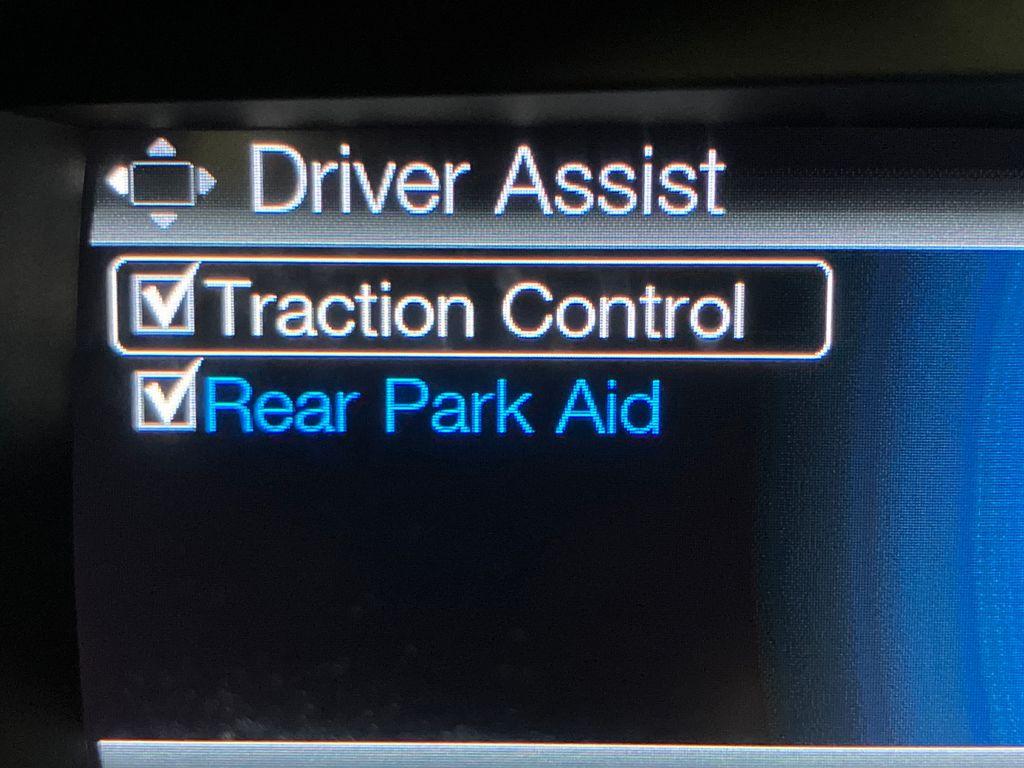 Driver Assist
Traction Control
Rear Park Aid